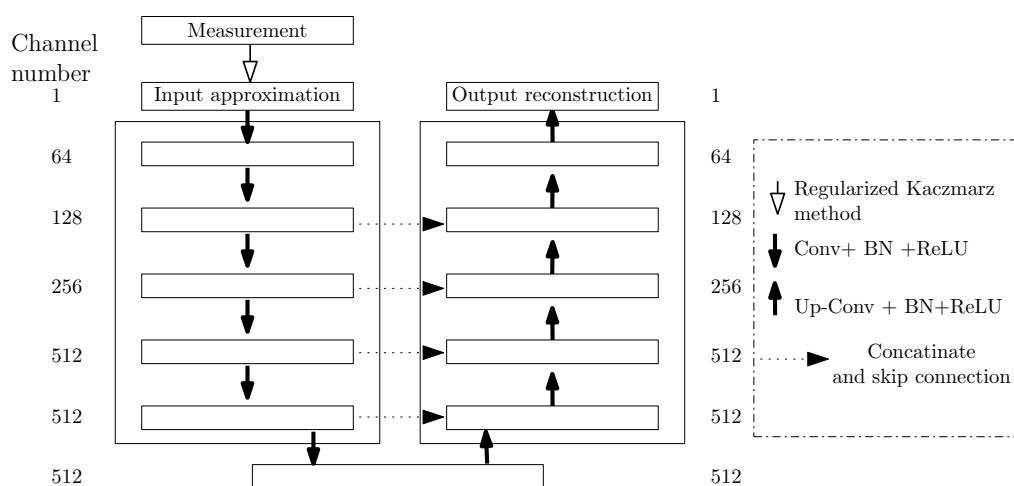 Channel
number
Measurement
1
Input approximation
Output reconstruction
1
64
64
128
128
256
256
512
512
512
512
512
512
Regularized Kaczmarz
method
Conv+ BN +ReLU
Up-Conv + BN+ReLU
Concatinate
and skip connection